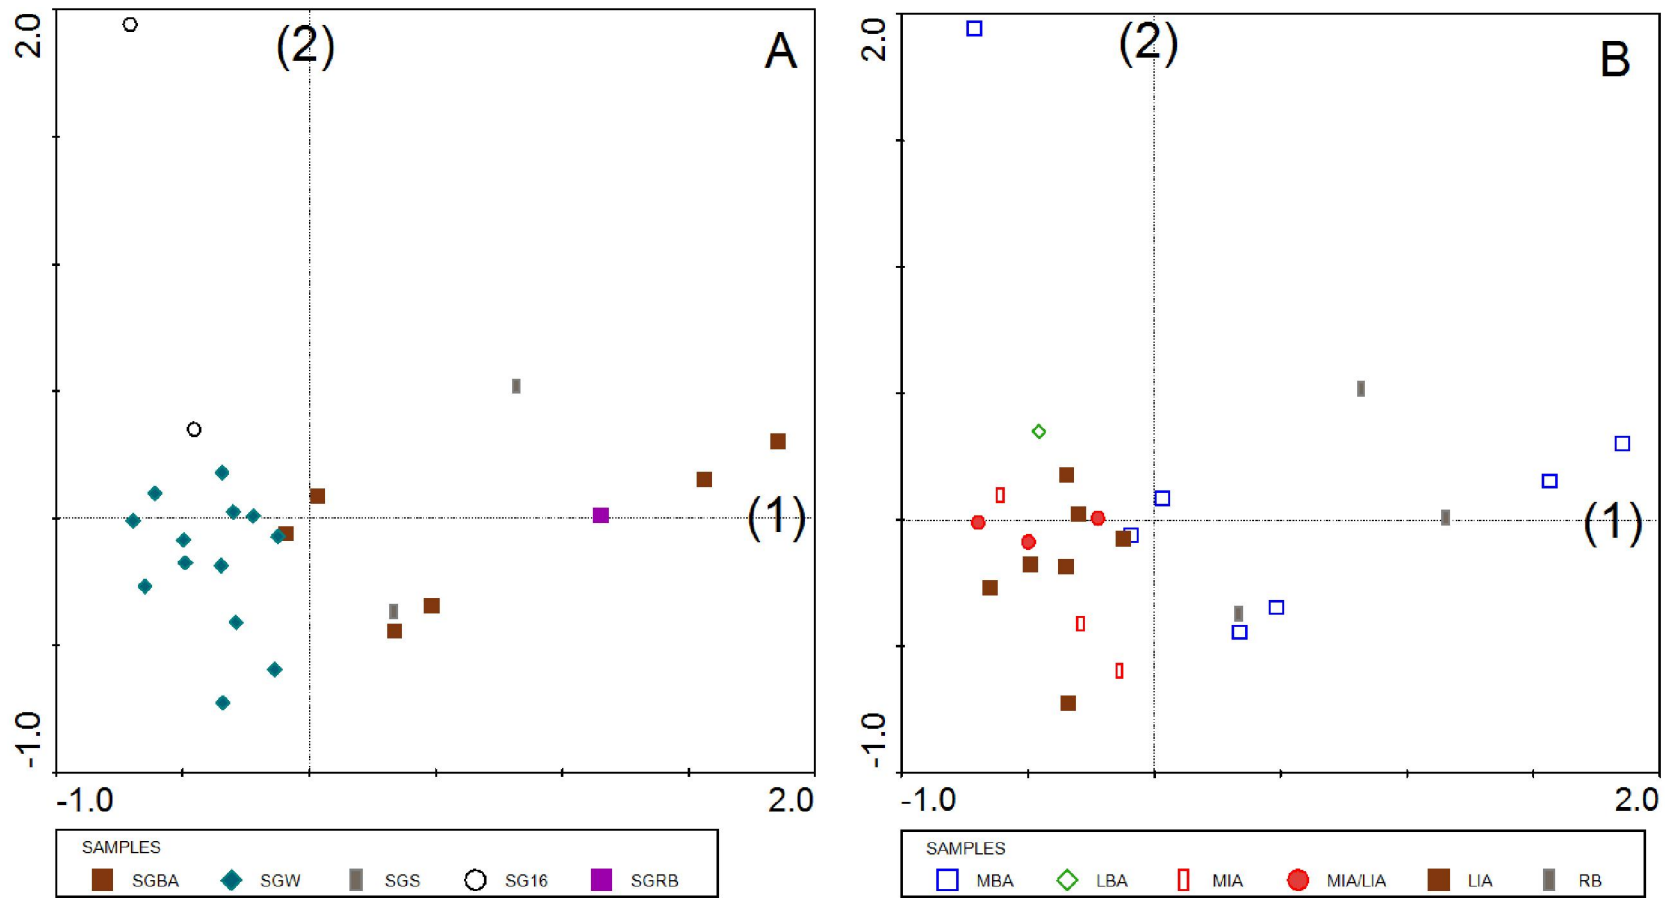 2.0
(2)
A
(1)
-1.0
-1.0
2.0
SAMPLES
SGBA
SGW
SGS
SG16
SGRB
2.0
(2)
B
(1)
-1.0
-1.0
2.0
SAMPLES
MBA
LBA
MIA
MIA/LIA
LIA
RB